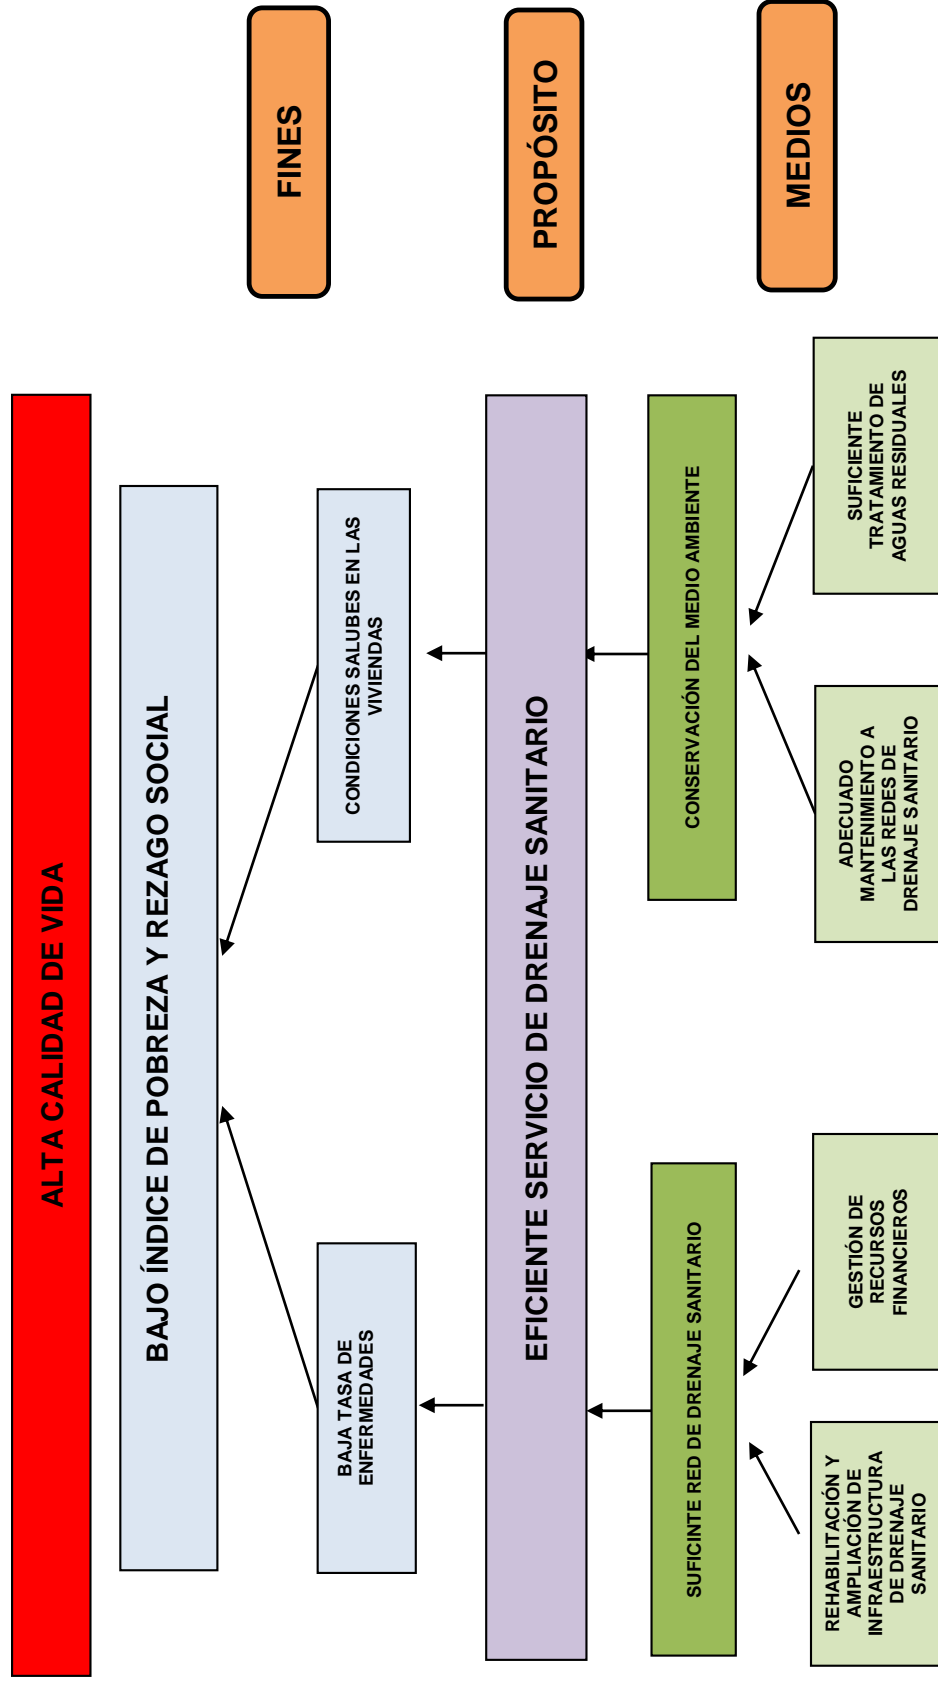 ALTA CALIDAD DE VIDA
BAJO ÍNDICE DE POBREZA Y REZAGO SOCIAL
FINES
BAJA TASA DE
ENFERMEDADES
CONDICIONES SALUBES EN LAS
VIVIENDAS
EFICIENTE SERVICIO DE DRENAJE SANITARIO
PROPÓSITO
SUFICINTE RED DE DRENAJE SANITARIO
CONSERVACIÓN DEL MEDIO AMBIENTE
MEDIOS
REHABILITACIÓN Y
AMPLIACIÓN DE
INFRAESTRUCTURA
DE DRENAJE
SANITARIO
GESTIÓN DE
RECURSOS
FINANCIEROS
ADECUADO
MANTENIMIENTO A
LAS REDES DE
DRENAJE SANITARIO
SUFICIENTE
TRATAMIENTO DE
AGUAS RESIDUALES